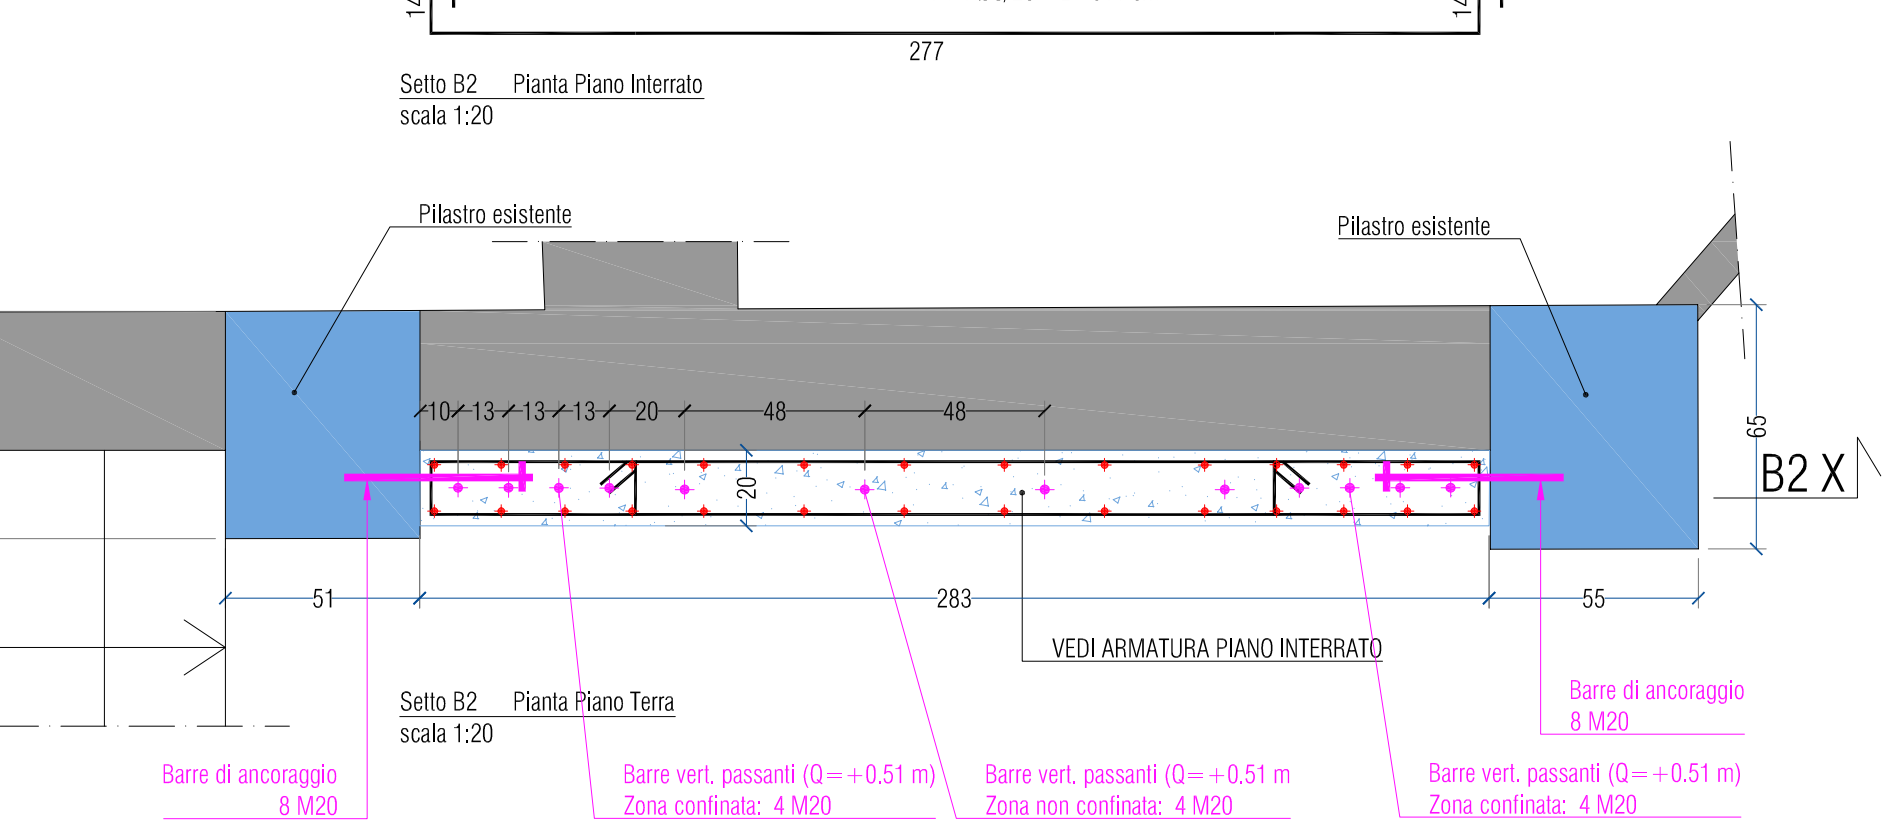 14
14
277
Setto B2 Pianta Piano Interrato
scala 1:20
Pilastro esistente
Pilastro esistente
10 13 13 13 20 48 48
20
65
B2 X
51 283 55
VEDI ARMATURA PIANO INTERRATO
Setto B2 Pianta Piano Terra
scala 1:20
Barre di ancoraggio
8 M20
Barre di ancoraggio
8 M20
Barre vert. passanti (Q=+0.51 m)
Zona confinata: 4 M20
Barre vert. passanti (Q=+0.51 m
Zona non confinata: 4 M20
Barre vert. passanti (Q=+0.51 m)
Zona confinata: 4 M20